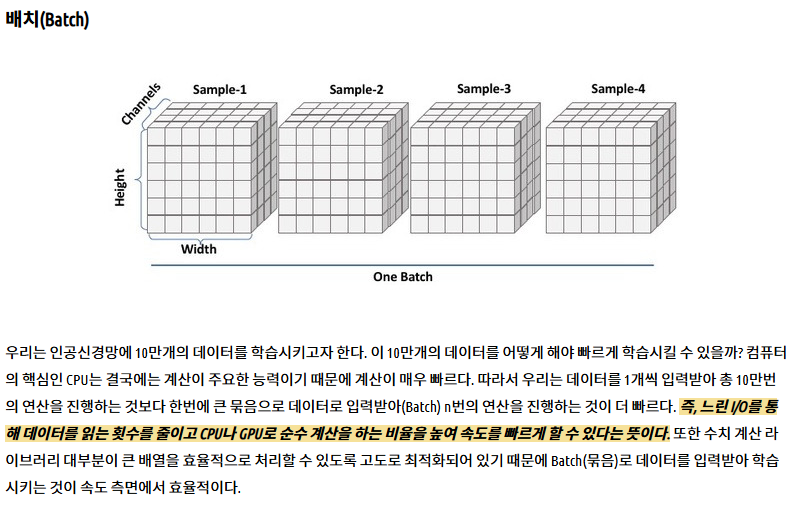 배치(Batch)
Sample-1 Sample-2 Sample-3 Sample-4
Channels
Height
Width
One Batch
우리는 인공신경망에 10만개의 데이터를 학습시키고자 한다. 이 10만개의 데이터를 어떻게 해야 빠르게 학습시킬 수 있을까? 컴퓨터
의 핵심인 CPU는 결국에는 계산이 주요한 능력이기 때문에 계산이 매우 빠르다. 따라서 우리는 데이터를 1개씩 입력받아 총 10만번
의 연산을 진행하는 것보다 한번에 큰 묶음으로 데이터로 입력받아(Batch) n번의 연산을 진행하는 것이 더 빠르다. 즉, 느린 I/O를 통
해 데이터를 읽는 횟수를 줄이고 CPU나 GPU로 순수 계산을 하는 비율을 높여 속도를 빠르게 할 수 있다는 뜻이다. 또한 수치 계산 라
이브러리 대부분이 큰 배열을 효율적으로 처리할 수 있도록 고도로 최적화되어 있기 때문에 Batch(묶음)로 데이터를 입력받아 학습
시키는 것이 속도 측면에서 효율적이다.